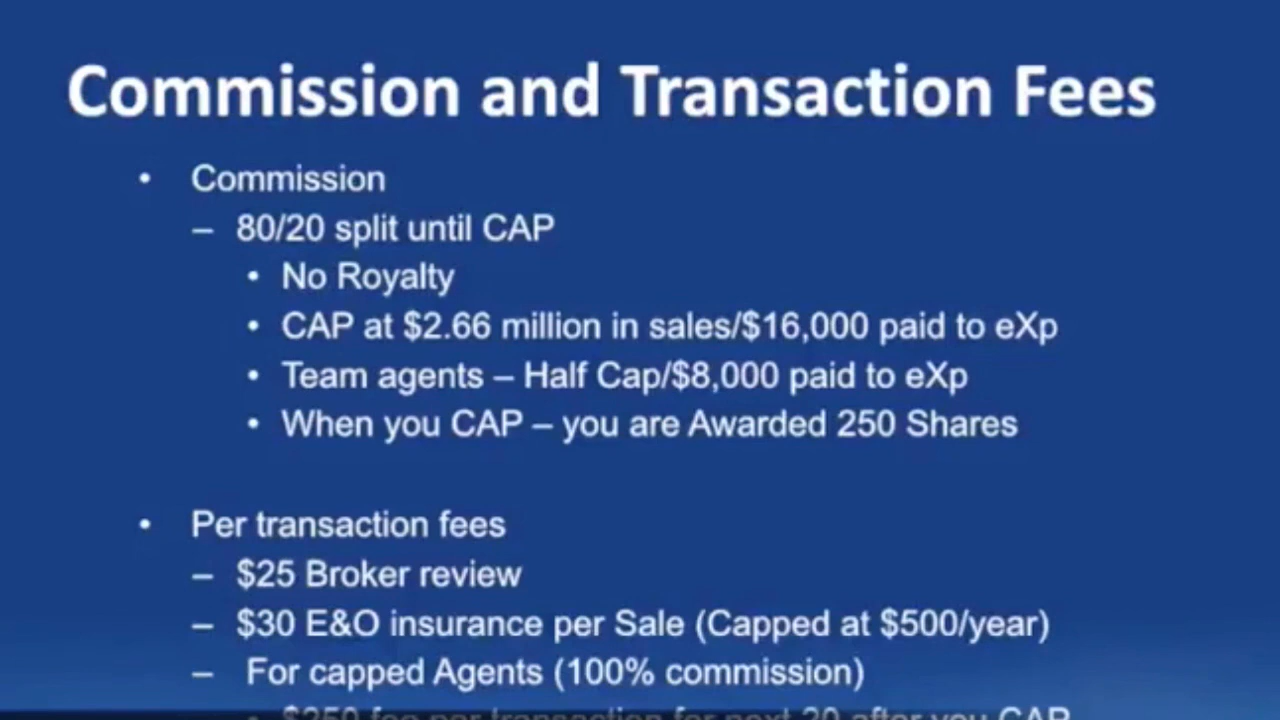 Commission and Transaction Fees
• Commission
– 80/20 split until CAP
• No Royalty
• CAP at $2.66 million in sales/$16,000 paid to eXp
• Team agents – Half Cap/$8,000 paid to eXp
• When you CAP – you are Awarded 250 Shares
• Per transaction fees
– $25 Broker review
– $30 E&O insurance per Sale (Capped at $500/year)
– For capped Agents (100% commission)
• $250 fee per transaction for next 20 after you CAP